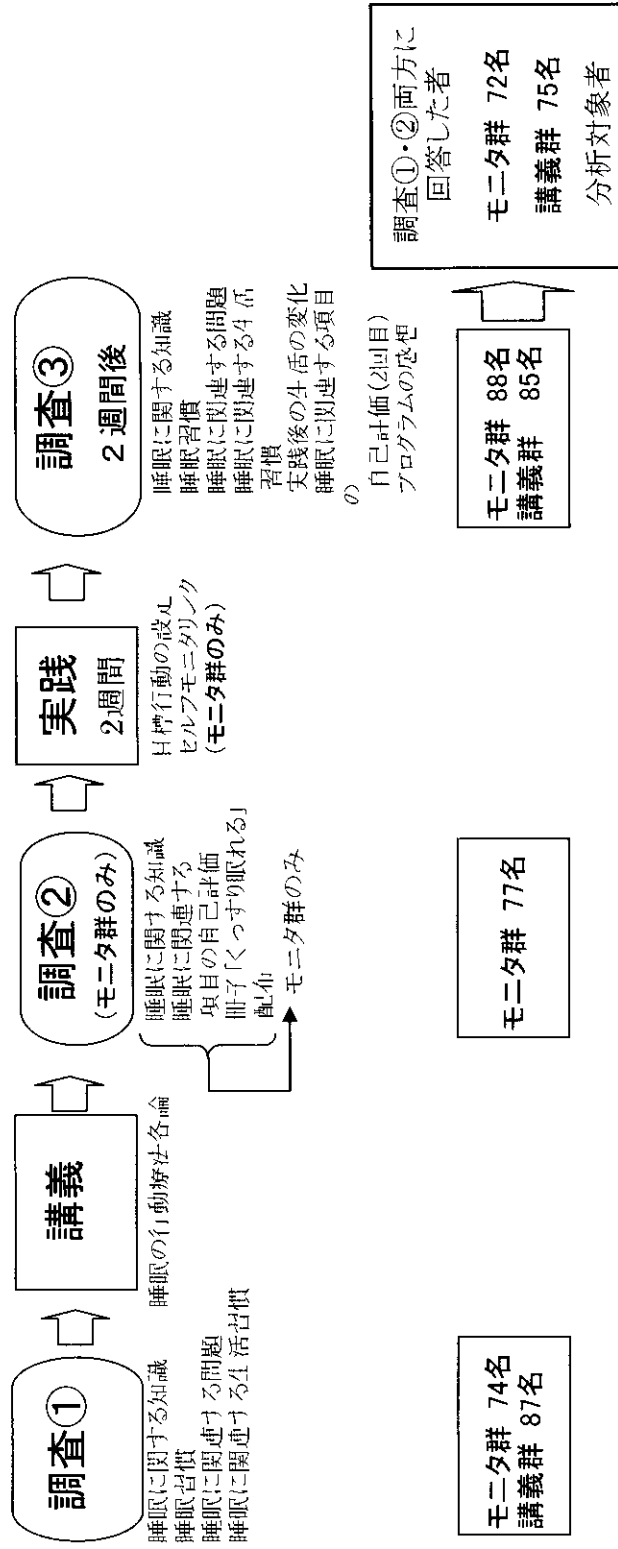 調査①
睡眠に関する知識
睡眠習慣
睡眠に関連する問題
睡眠に関連する生活習慣
モニタ群 74名
講義群 87名
講義
睡眠の行動療法各論
調査②
(モニタ群のみ)
睡眠に関する知識
睡眠に関連する
項目の自己評価
冊子「ぐっすり眠れる」
配布
モニタ群のみ
モニタ群 77名
実践
2週間
目標行動の設定
セルフモニタリング
(モニタ群のみ)
調査③
2週間後
睡眠に関する知識
睡眠習慣
睡眠に関連する問題
睡眠に関連する生活
習慣
実践後の生活の変化
睡眠に関連する項目
の
自己評価(2回目)
プログラムの感想
モニタ群 88名
講義群 85名
調査①・②両方に
回答した者
モニタ群 72名
講義群 75名
分析対象者